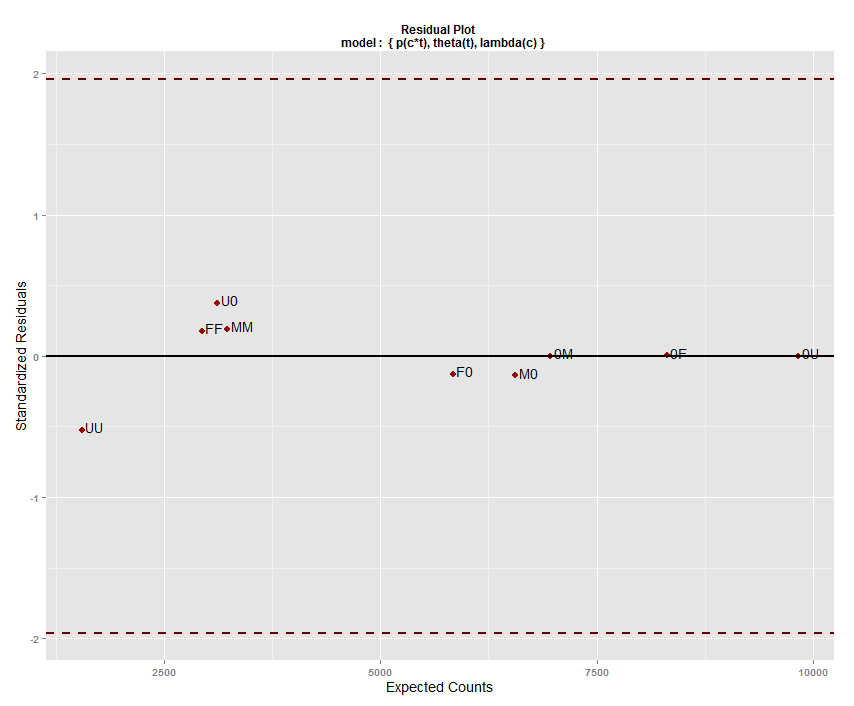 Residual Plot
model : { p(c*t), theta(t), lambda(c) }
Standardized Residuals
2
1
0
-1
-2
U0
FF
MM
0M
0F
0U
F0
M0
UU
2500
5000
7500
10000
Expected Counts